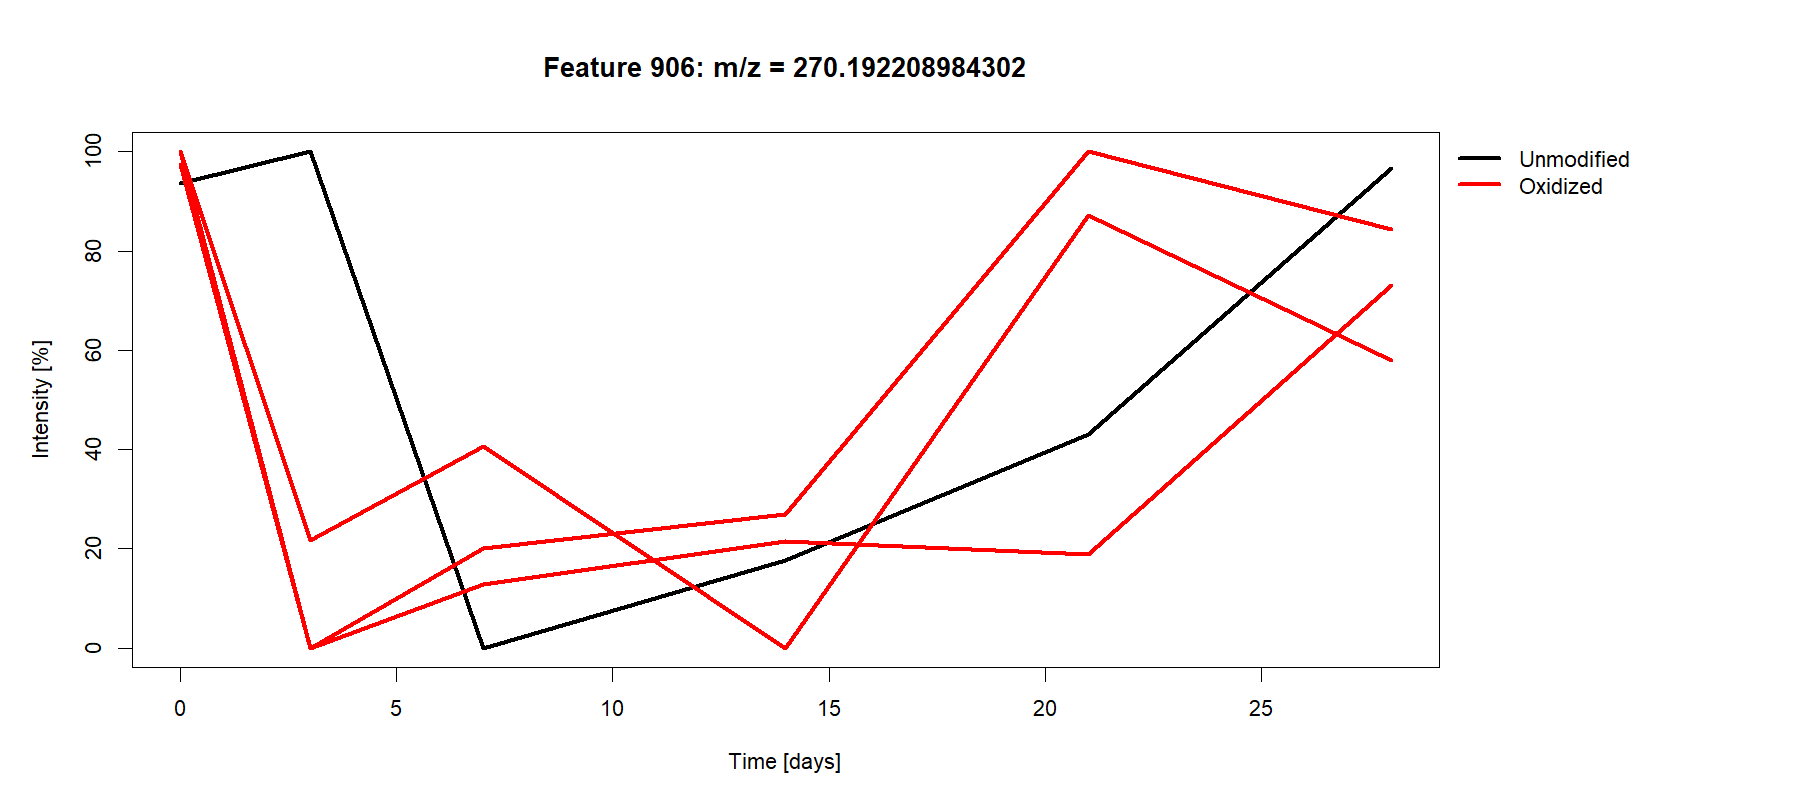 Feature 906: m/z = 270.192208984302
Unmodified
Oxidized
Intensity [%]
100
80
60
40
20
0
0 5 10 15 20 25
Time [days]